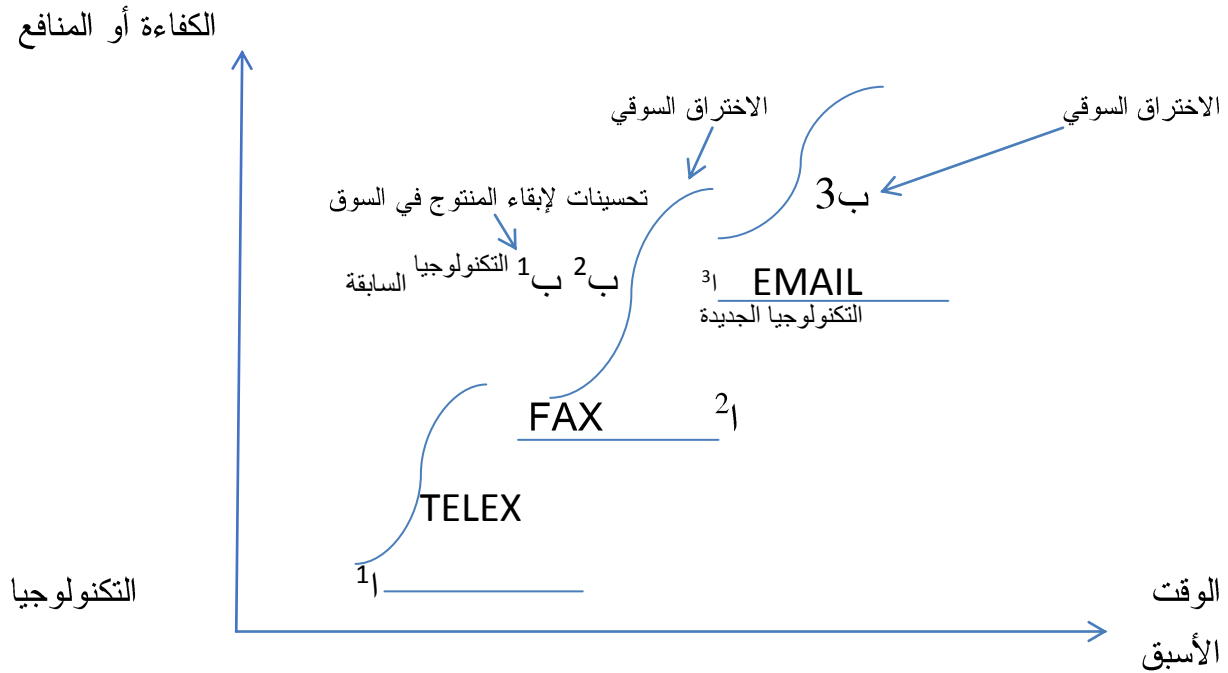 الكفاءة أو المنافع
الاختراق السوقي
الاختراق السوقي
تحسينات لإبقاء المنتوج في السوق
ب3
ب² ب¹ التكنولوجيا السابقة
ا³ EMAIL
التكنولوجيا الجديدة
FAX ا²
TELEX
ا¹
التكنولوجيا
الوقت
الأسبق